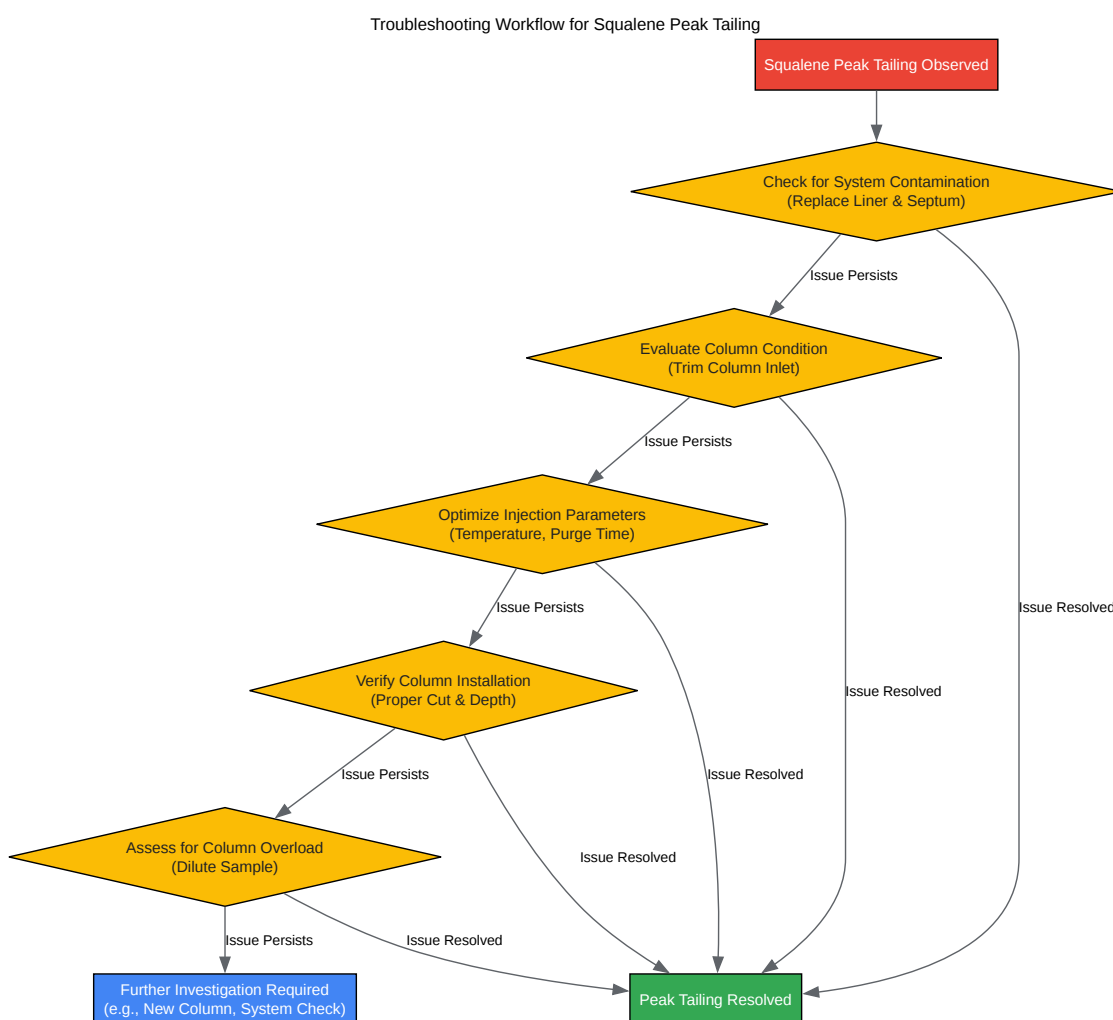 Troubleshooting Workflow for Squalene Peak Tailing
Squalene Peak Tailing Observed
Check for System Contamination
(Replace Liner & Septum)
Issue Persists
Evaluate Column Condition
(Trim Column Inlet)
Issue Persists
Optimize Injection Parameters
(Temperature, Purge Time)
Issue Persists
Issue Resolved
Verify Column Installation
(Proper Cut & Depth)
Issue Resolved
Issue Persists
Issue Resolved
Assess for Column Overload
(Dilute Sample)
Issue Resolved
Issue Persists
Issue Resolved
Further Investigation Required
(e.g., New Column, System Check)
Peak Tailing Resolved